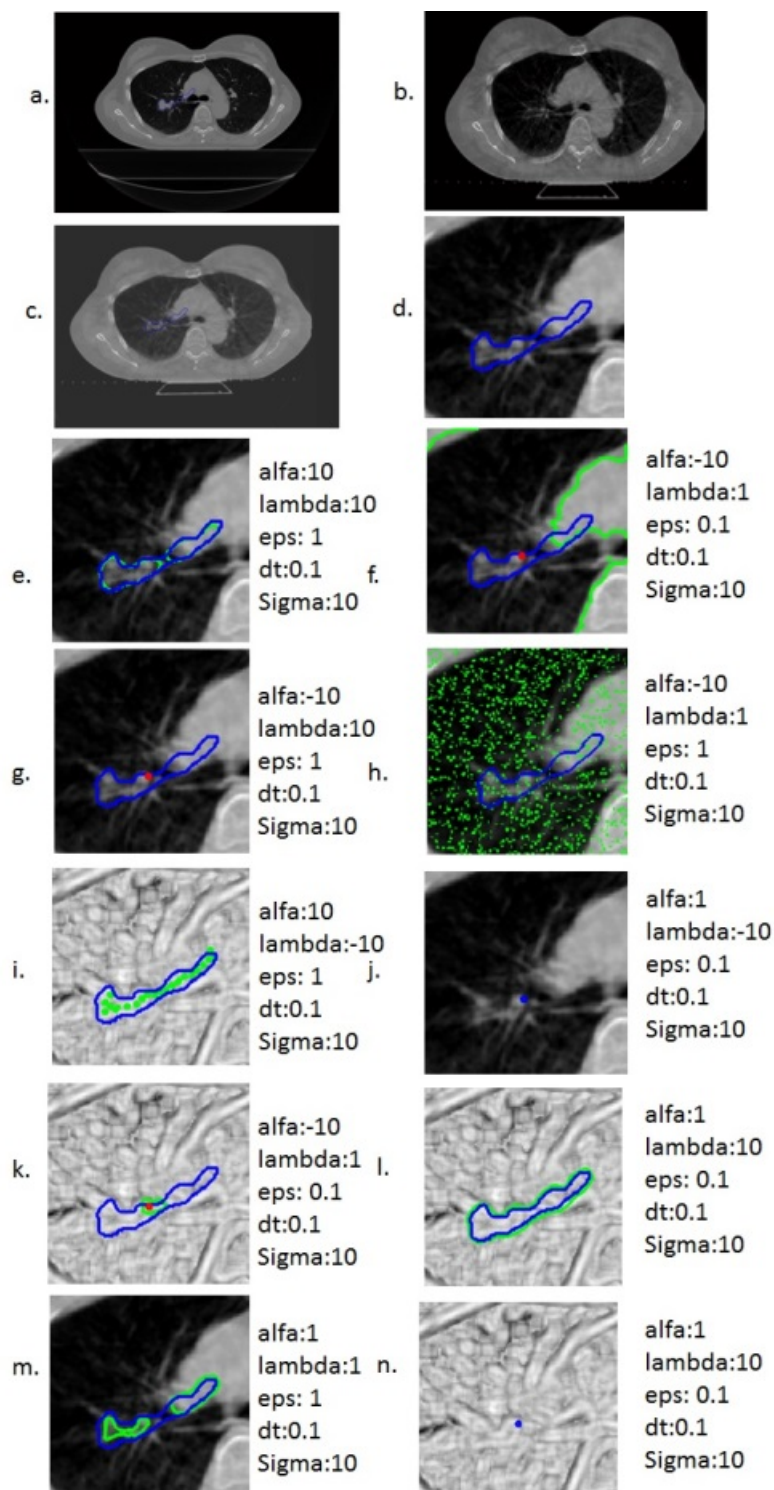 a.
b.
c.
d.
e.
alfa:10
lambda:10
eps: 1
dt:0.1
Sigma:10
f.
alfa:-10
lambda:1
eps: 0.1
dt:0.1
Sigma:10
g.
alfa:-10
lambda:10
eps: 1
dt:0.1
Sigma:10
h.
alfa:-10
lambda:1
eps: 1
dt:0.1
Sigma:10
i.
alfa:10
lambda:-10
eps: 1
dt:0.1
Sigma:10
j.
alfa:1
lambda:-10
eps: 0.1
dt:0.1
Sigma:10
k.
alfa:-10
lambda:1
eps: 0.1
dt:0.1
Sigma:10
l.
alfa:1
lambda:10
eps: 0.1
dt:0.1
Sigma:10
m.
alfa:1
lambda:1
eps: 1
dt:0.1
Sigma:10
n.
alfa:1
lambda:10
eps: 0.1
dt:0.1
Sigma:10